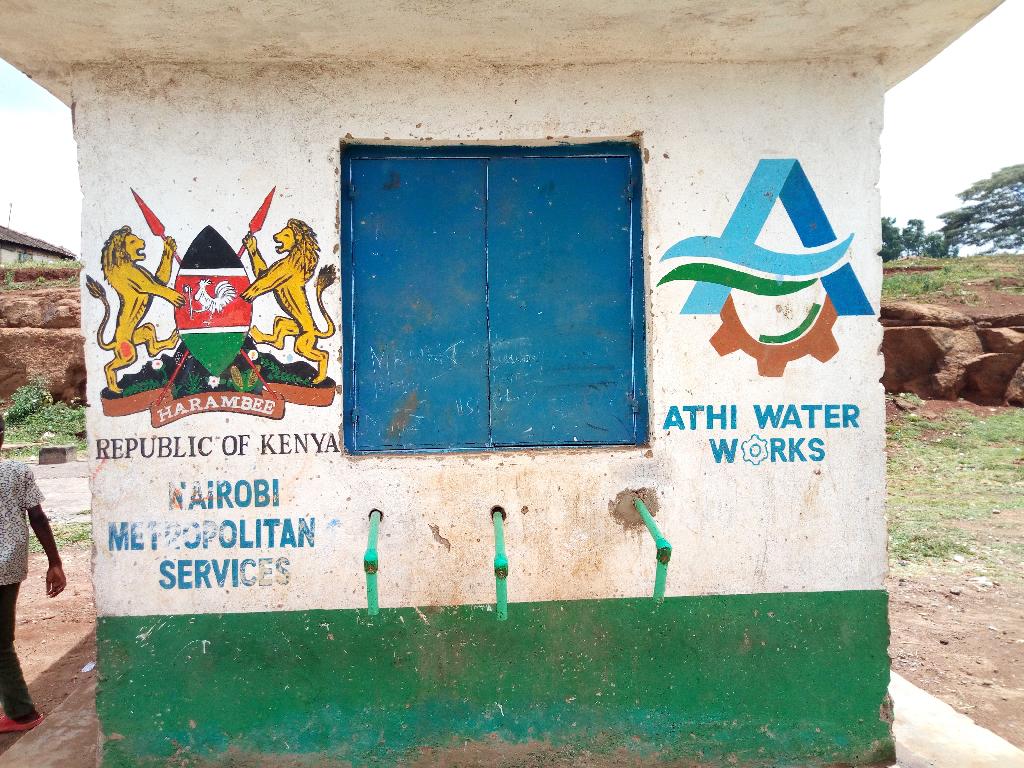 HARAMBEE
REPUBLIC OF KENYA
NAIROBI
METROPOLITAN
SERVICES
ATHI WATER
WORKS